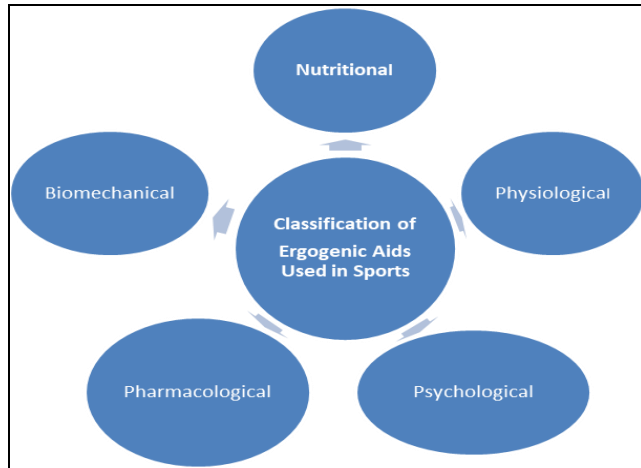 Nutritional
Biomechanical
Physiological
Classification of
Ergogenic Aids
Used in Sports
Pharmacological
Psychological